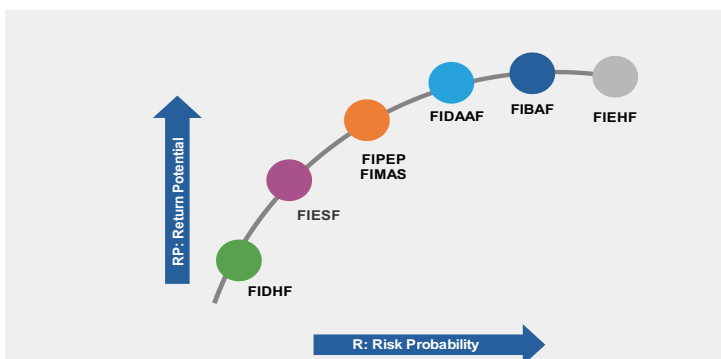 FIDAAF
FIBAF
FIEHF
FIPEP
FIMAS
FIESF
FIDHF
RP: Return Potential
R: Risk Probability